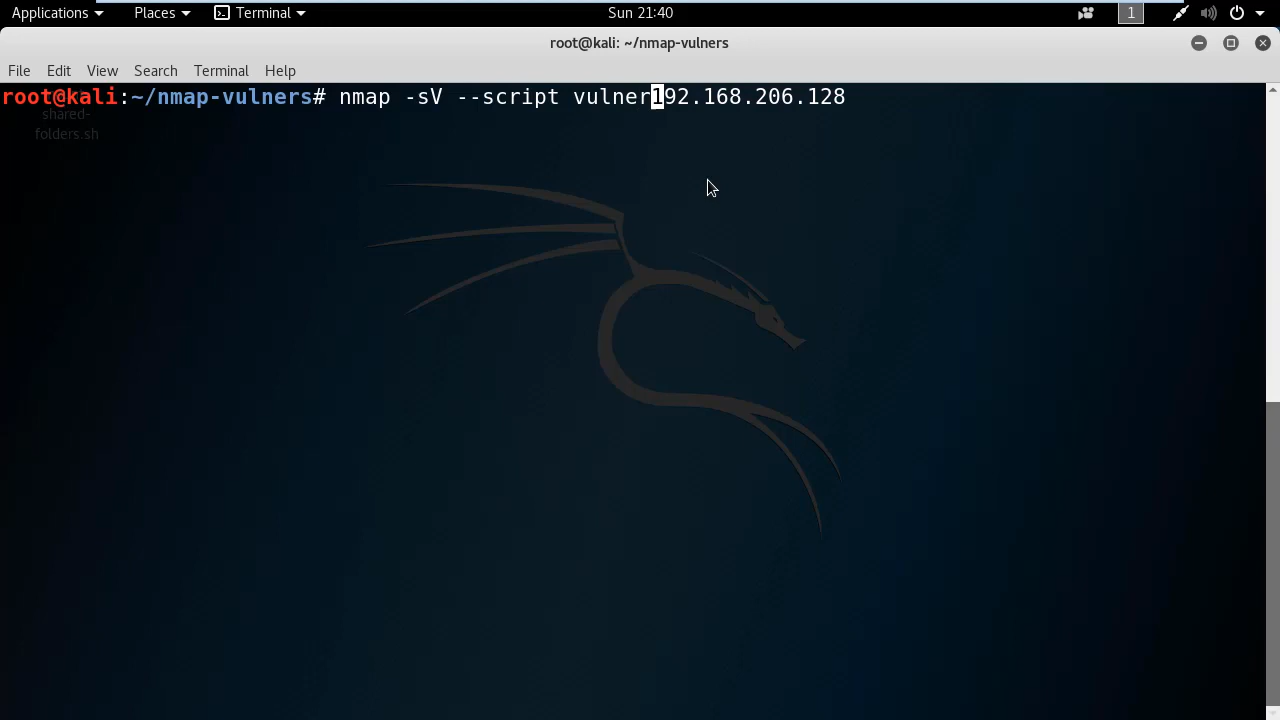 Applications Places Terminal Sun 21:40 1
root@kali: ~/nmap-vulners
File Edit View Search Terminal Help
root@kali:~/nmap-vulners# nmap -sV --script vulner192.168.206.128
shared-
folders.sh